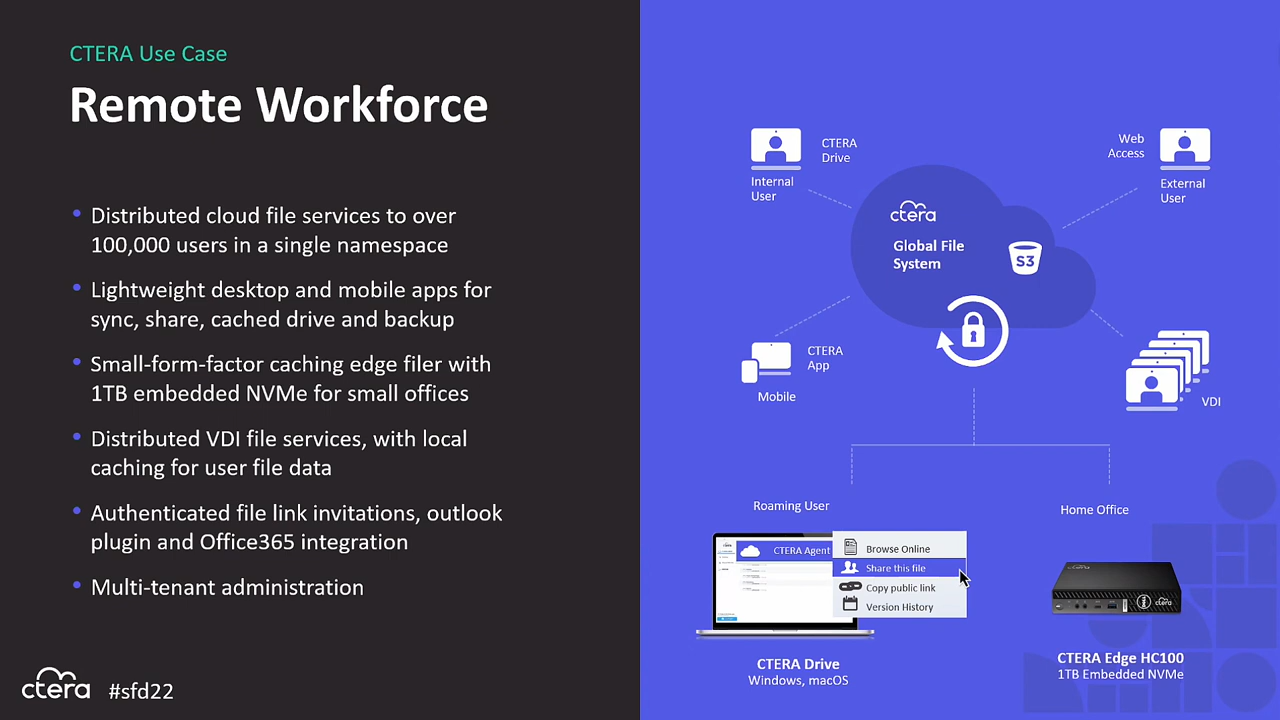 CTERA Use Case
Remote Workforce
• Distributed cloud file services to over
100,000 users in a single namespace
• Lightweight desktop and mobile apps for
sync, share, cached drive and backup
• Small-form-factor caching edge filer with
1TB embedded NVMe for small offices
• Distributed VDI file services, with local
caching for user file data
• Authenticated file link invitations, outlook
plugin and Office365 integration
• Multi-tenant administration
ctera #sfd22
CTERA
Drive
Internal
User
Web
Access
External
User
ctera
Global File
System
S3
CTERA
App
Mobile
VDI
Roaming User
Home Office
CTERA Agent
Browse Online
Share this file
Copy public link
Version History
CTERA Drive
Windows, macOS
ctera
DELL
ctera
CTERA Edge HC100
1TB Embedded NVMe